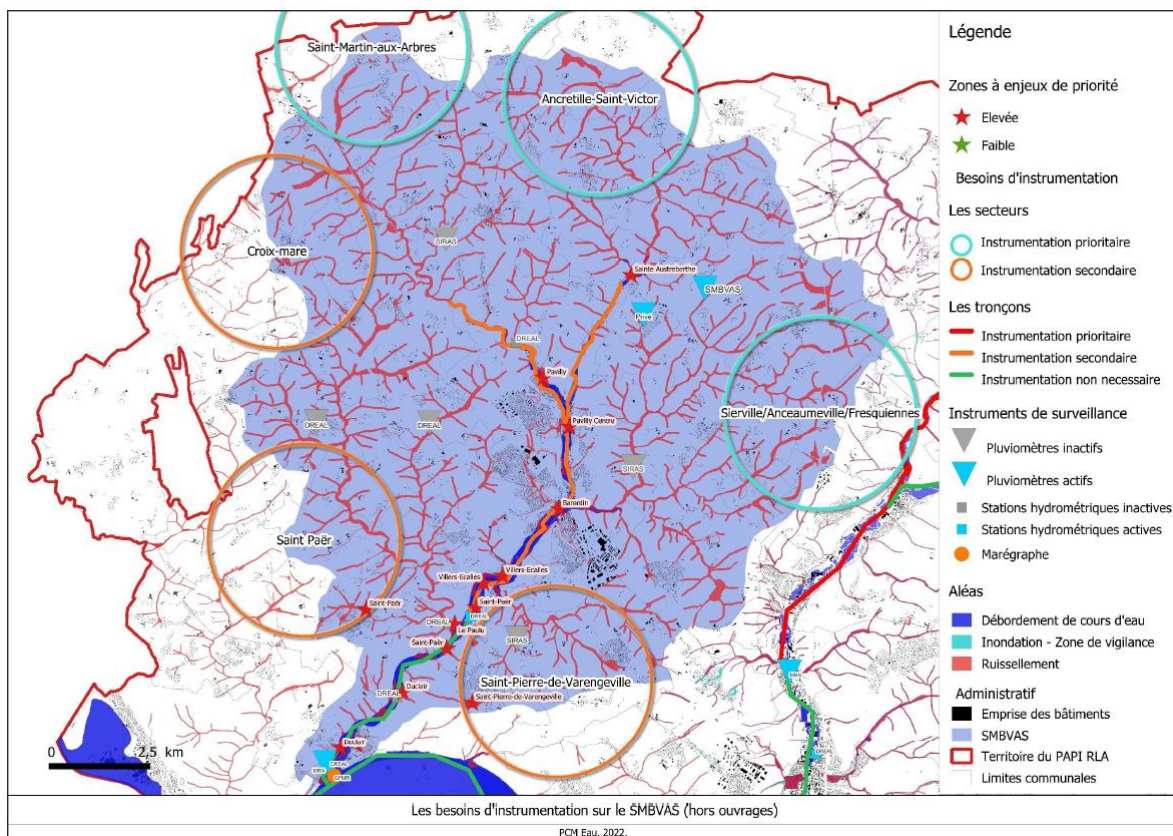 Saint-Martin-aux-Arbres
Ancretille-Saint-Victor
Croix-mare
SIRAS
Sainte Austreberthe
SMBVAS
Privé
DREAL
Pavilly
Sierville/Anceaumeville/Fresquiennes
DREAL
DREAL
Pavilly Centre
SIRAS
Barentin
Saint Paër
Villers-Ecalles
Villers-Ecalles
Saint-Paër
Saint-Paër
DREAL
DREAL
Le Paulu
SIRAS
Saint-Paër
Saint-Pierre-de-Varengeville
DREAL
Duclair
Saint-Pierre-de-Varengeville
Duclair
DREAL
DREAL
0 2,5 km
Légende
Zones à enjeux de priorité
Elevée
Faible
Besoins d'instrumentation
Les secteurs
Instrumentation prioritaire
Instrumentation secondaire
Les tronçons
Instrumentation prioritaire
Instrumentation secondaire
Instrumentation non necessaire
Instruments de surveillance
Pluviomètres inactifs
Pluviomètres actifs
Stations hydrométriques inactives
Stations hydrométriques actives
Marégraphe
Aléas
Débordement de cours d'eau
Inondation - Zone de vigilance
Ruissellement
Administratif
Emprise des bâtiments
SMBVAS
Territoire du PAPI RLA
Limites communales
Les besoins d'instrumentation sur le SMBVAS (hors ouvrages)
PCM Eau, 2022.